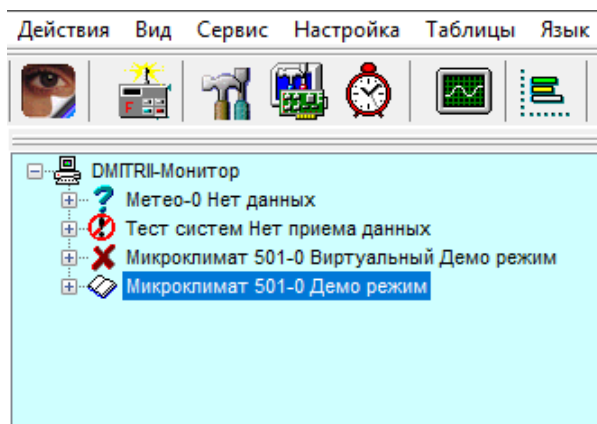 Действия Вид Сервис Настройка Таблицы Язык
F
DMITRII-Монитор
Метео-0 Нет данных
Тест систем Нет приема данных
Микроклимат 501-0 Виртуальный Демо режим
Микроклимат 501-0 Демо режим